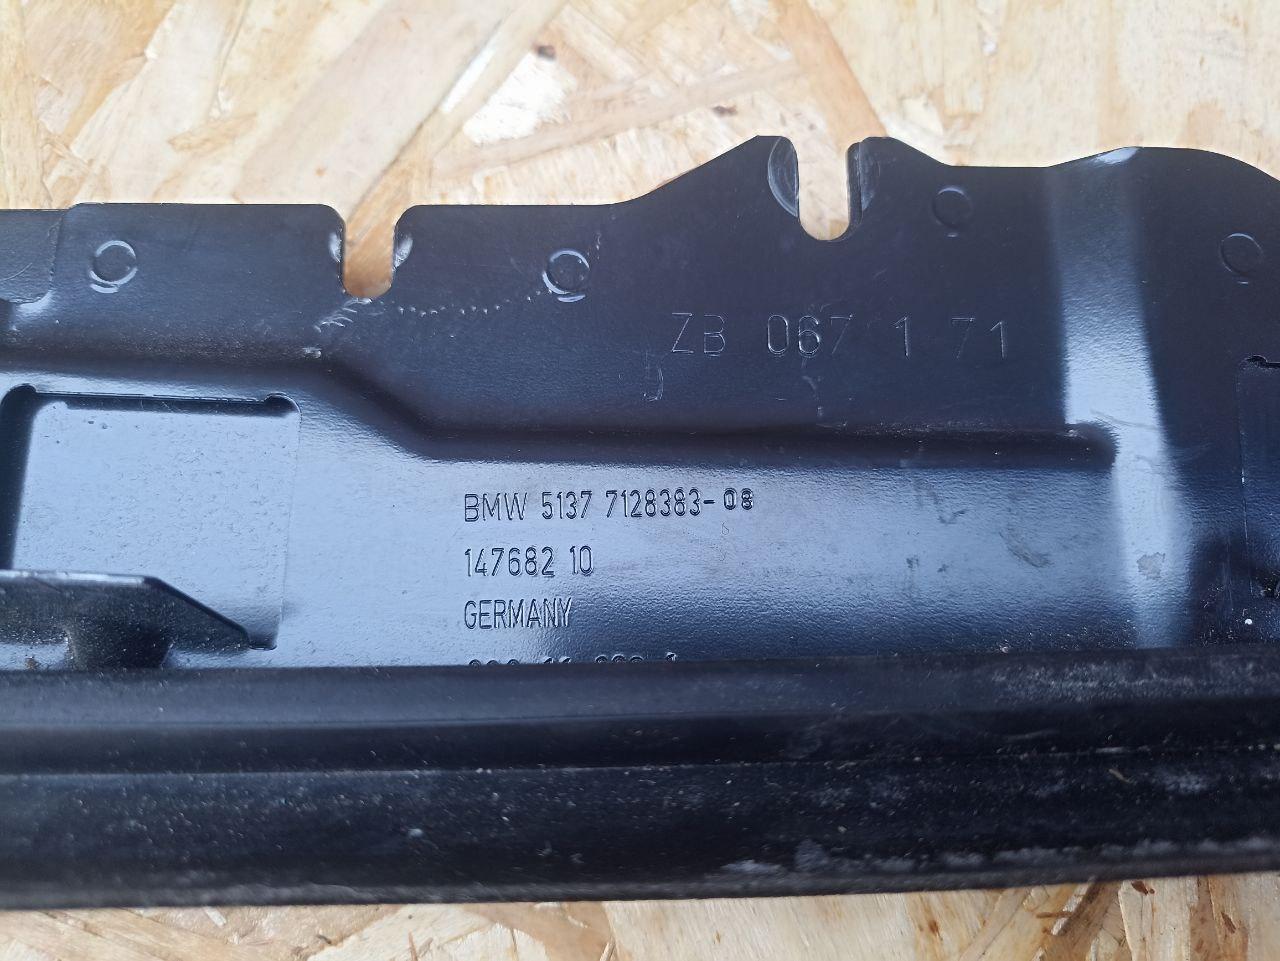 ZB 067 1 71
BMW 5137 7128383-08
147682 10
GERMANY